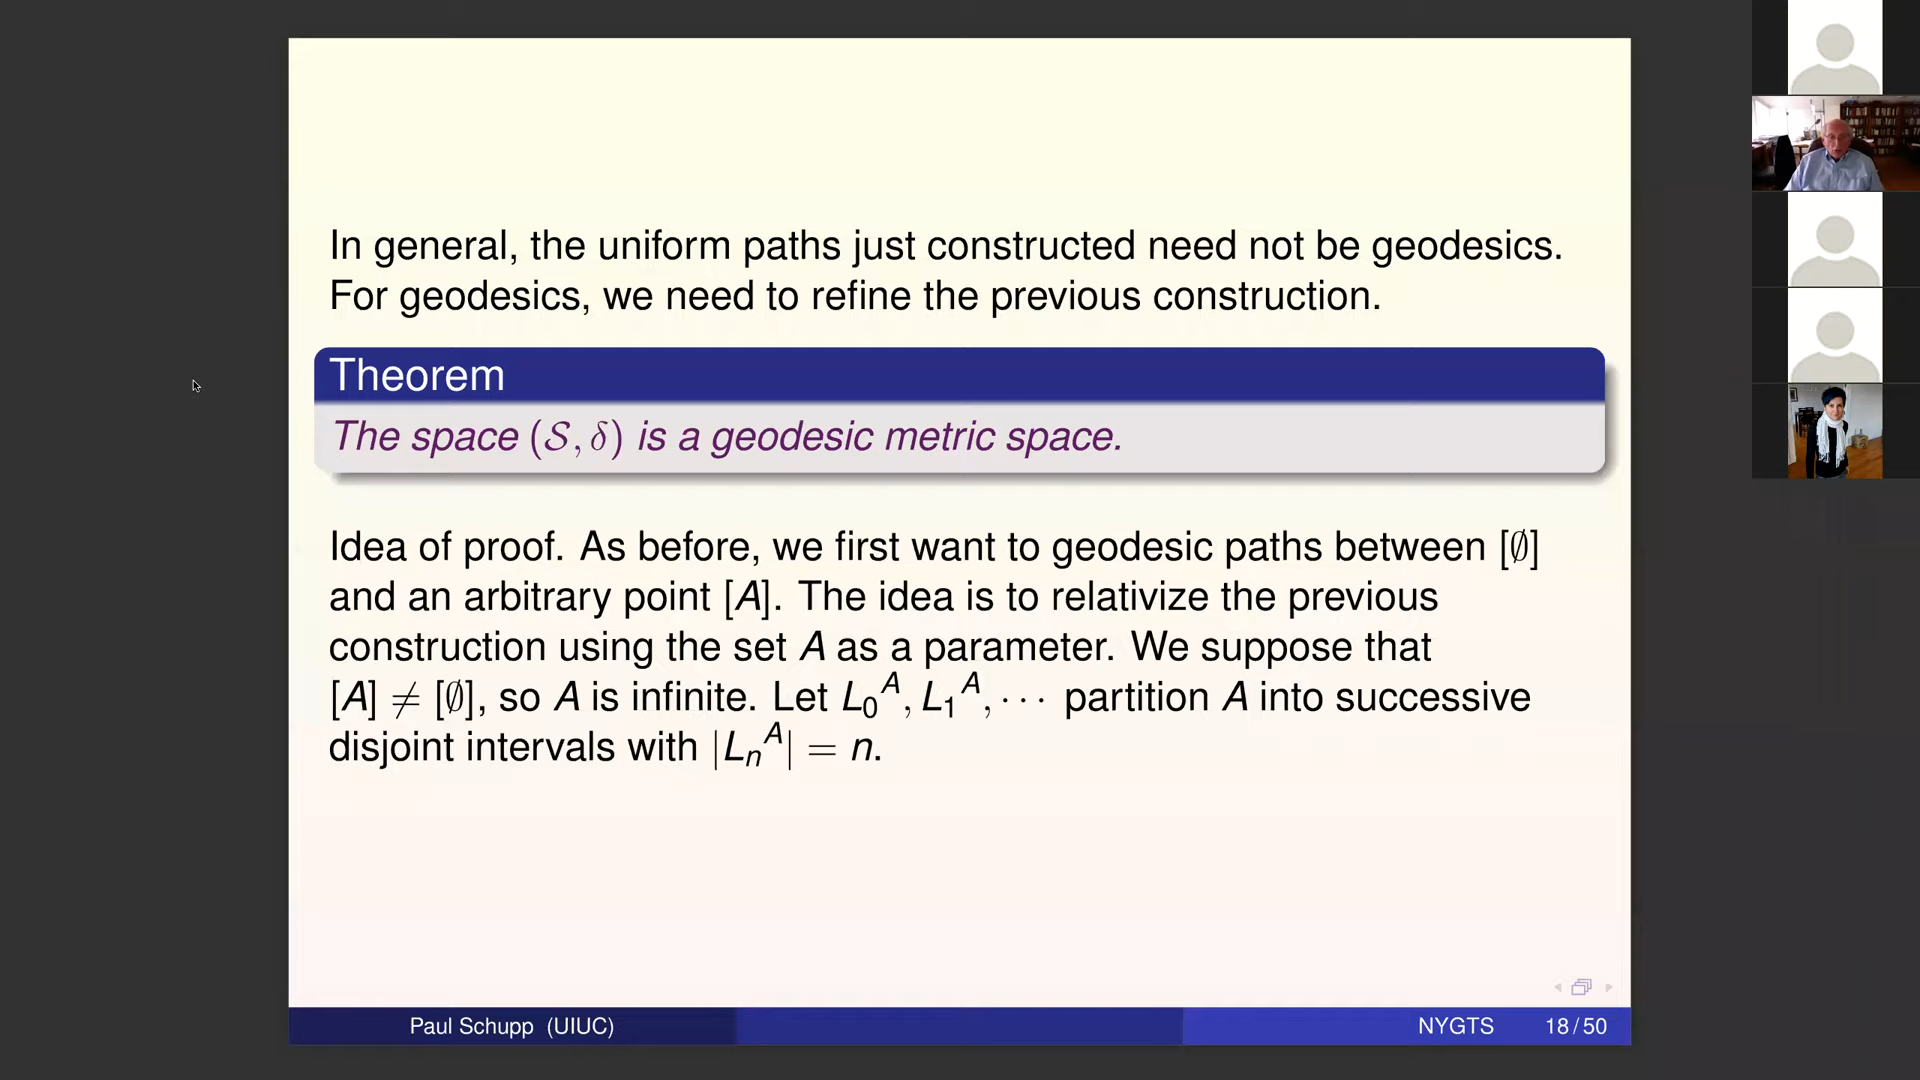 In general, the uniform paths just constructed need not be geodesics.
For geodesics, we need to refine the previous construction.
Theorem
The space (𝒮, δ) is a geodesic metric space.
Idea of proof. As before, we first want to geodesic paths between [∅]
and an arbitrary point [A]. The idea is to relativize the previous
construction using the set A as a parameter. We suppose that
[A] ≠ [∅], so A is infinite. Let L₀ᴬ, L₁ᴬ, ⋯ partition A into successive
disjoint intervals with |Lₙᴬ| = n.
Paul Schupp (UIUC)
NYGTS 18 / 50